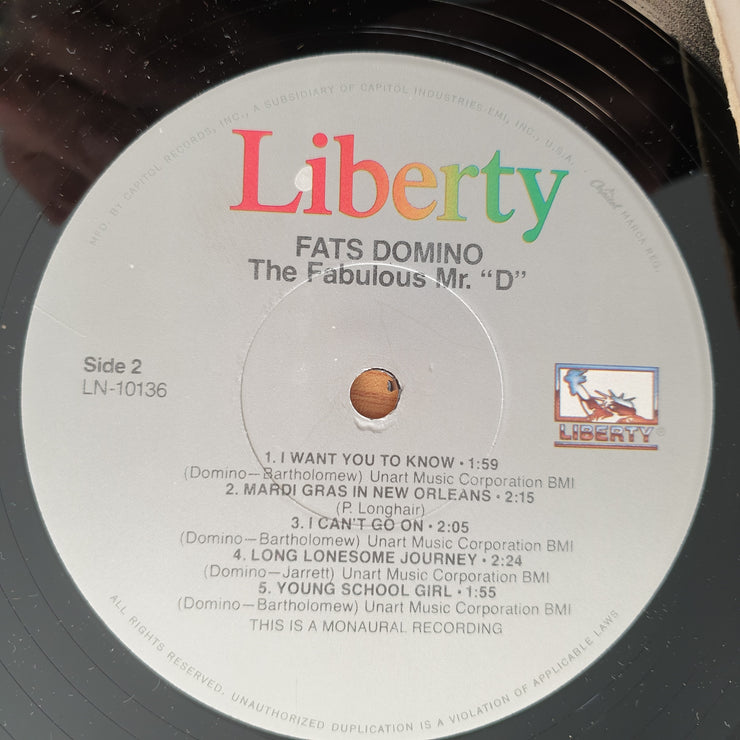 MFD. BY CAPITOL RECORDS, INC., A SUBSIDIARY OF CAPITOL INDUSTRIES-EMI, INC., U.S.A.
Capitol MARCA REG.
Liberty
FATS DOMINO
The Fabulous Mr. “D”
Side 2
LN-10136
LIBERTY®
1. I WANT YOU TO KNOW • 1:59
(Domino—Bartholomew) Unart Music Corporation BMI
2. MARDI GRAS IN NEW ORLEANS • 2:15
(P. Longhair)
3. I CAN'T GO ON • 2:05
(Domino—Bartholomew) Unart Music Corporation BMI
4. LONG LONESOME JOURNEY • 2:24
(Domino—Jarrett) Unart Music Corporation BMI
5. YOUNG SCHOOL GIRL • 1:55
(Domino—Bartholomew) Unart Music Corporation BMI
THIS IS A MONAURAL RECORDING
ALL RIGHTS RESERVED. UNAUTHORIZED DUPLICATION IS A VIOLATION OF APPLICABLE LAWS